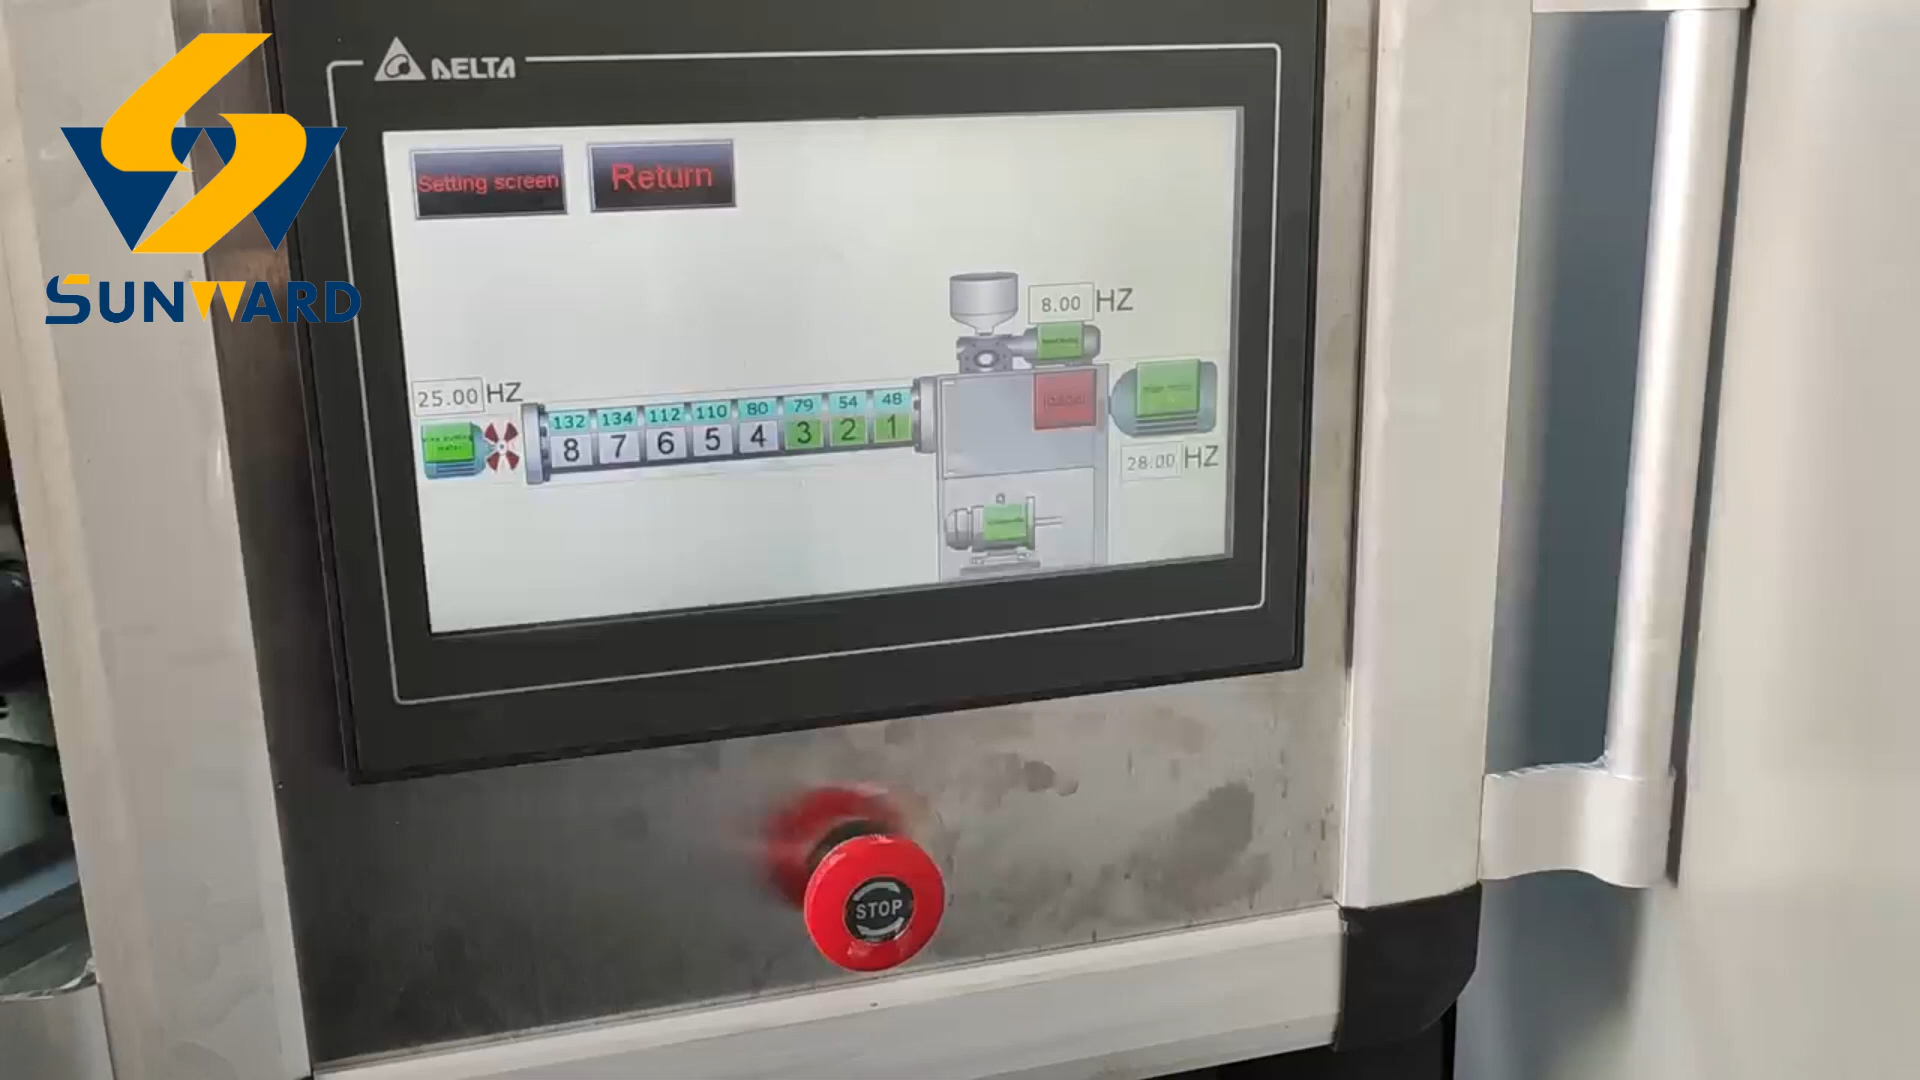 DELTA
SUNWARD
Setting screen
Return
8.00 HZ
25.00 HZ
132 134 112 110 80 79 54 48
8 7 6 5 4 3 2 1
28.00 HZ
STOP